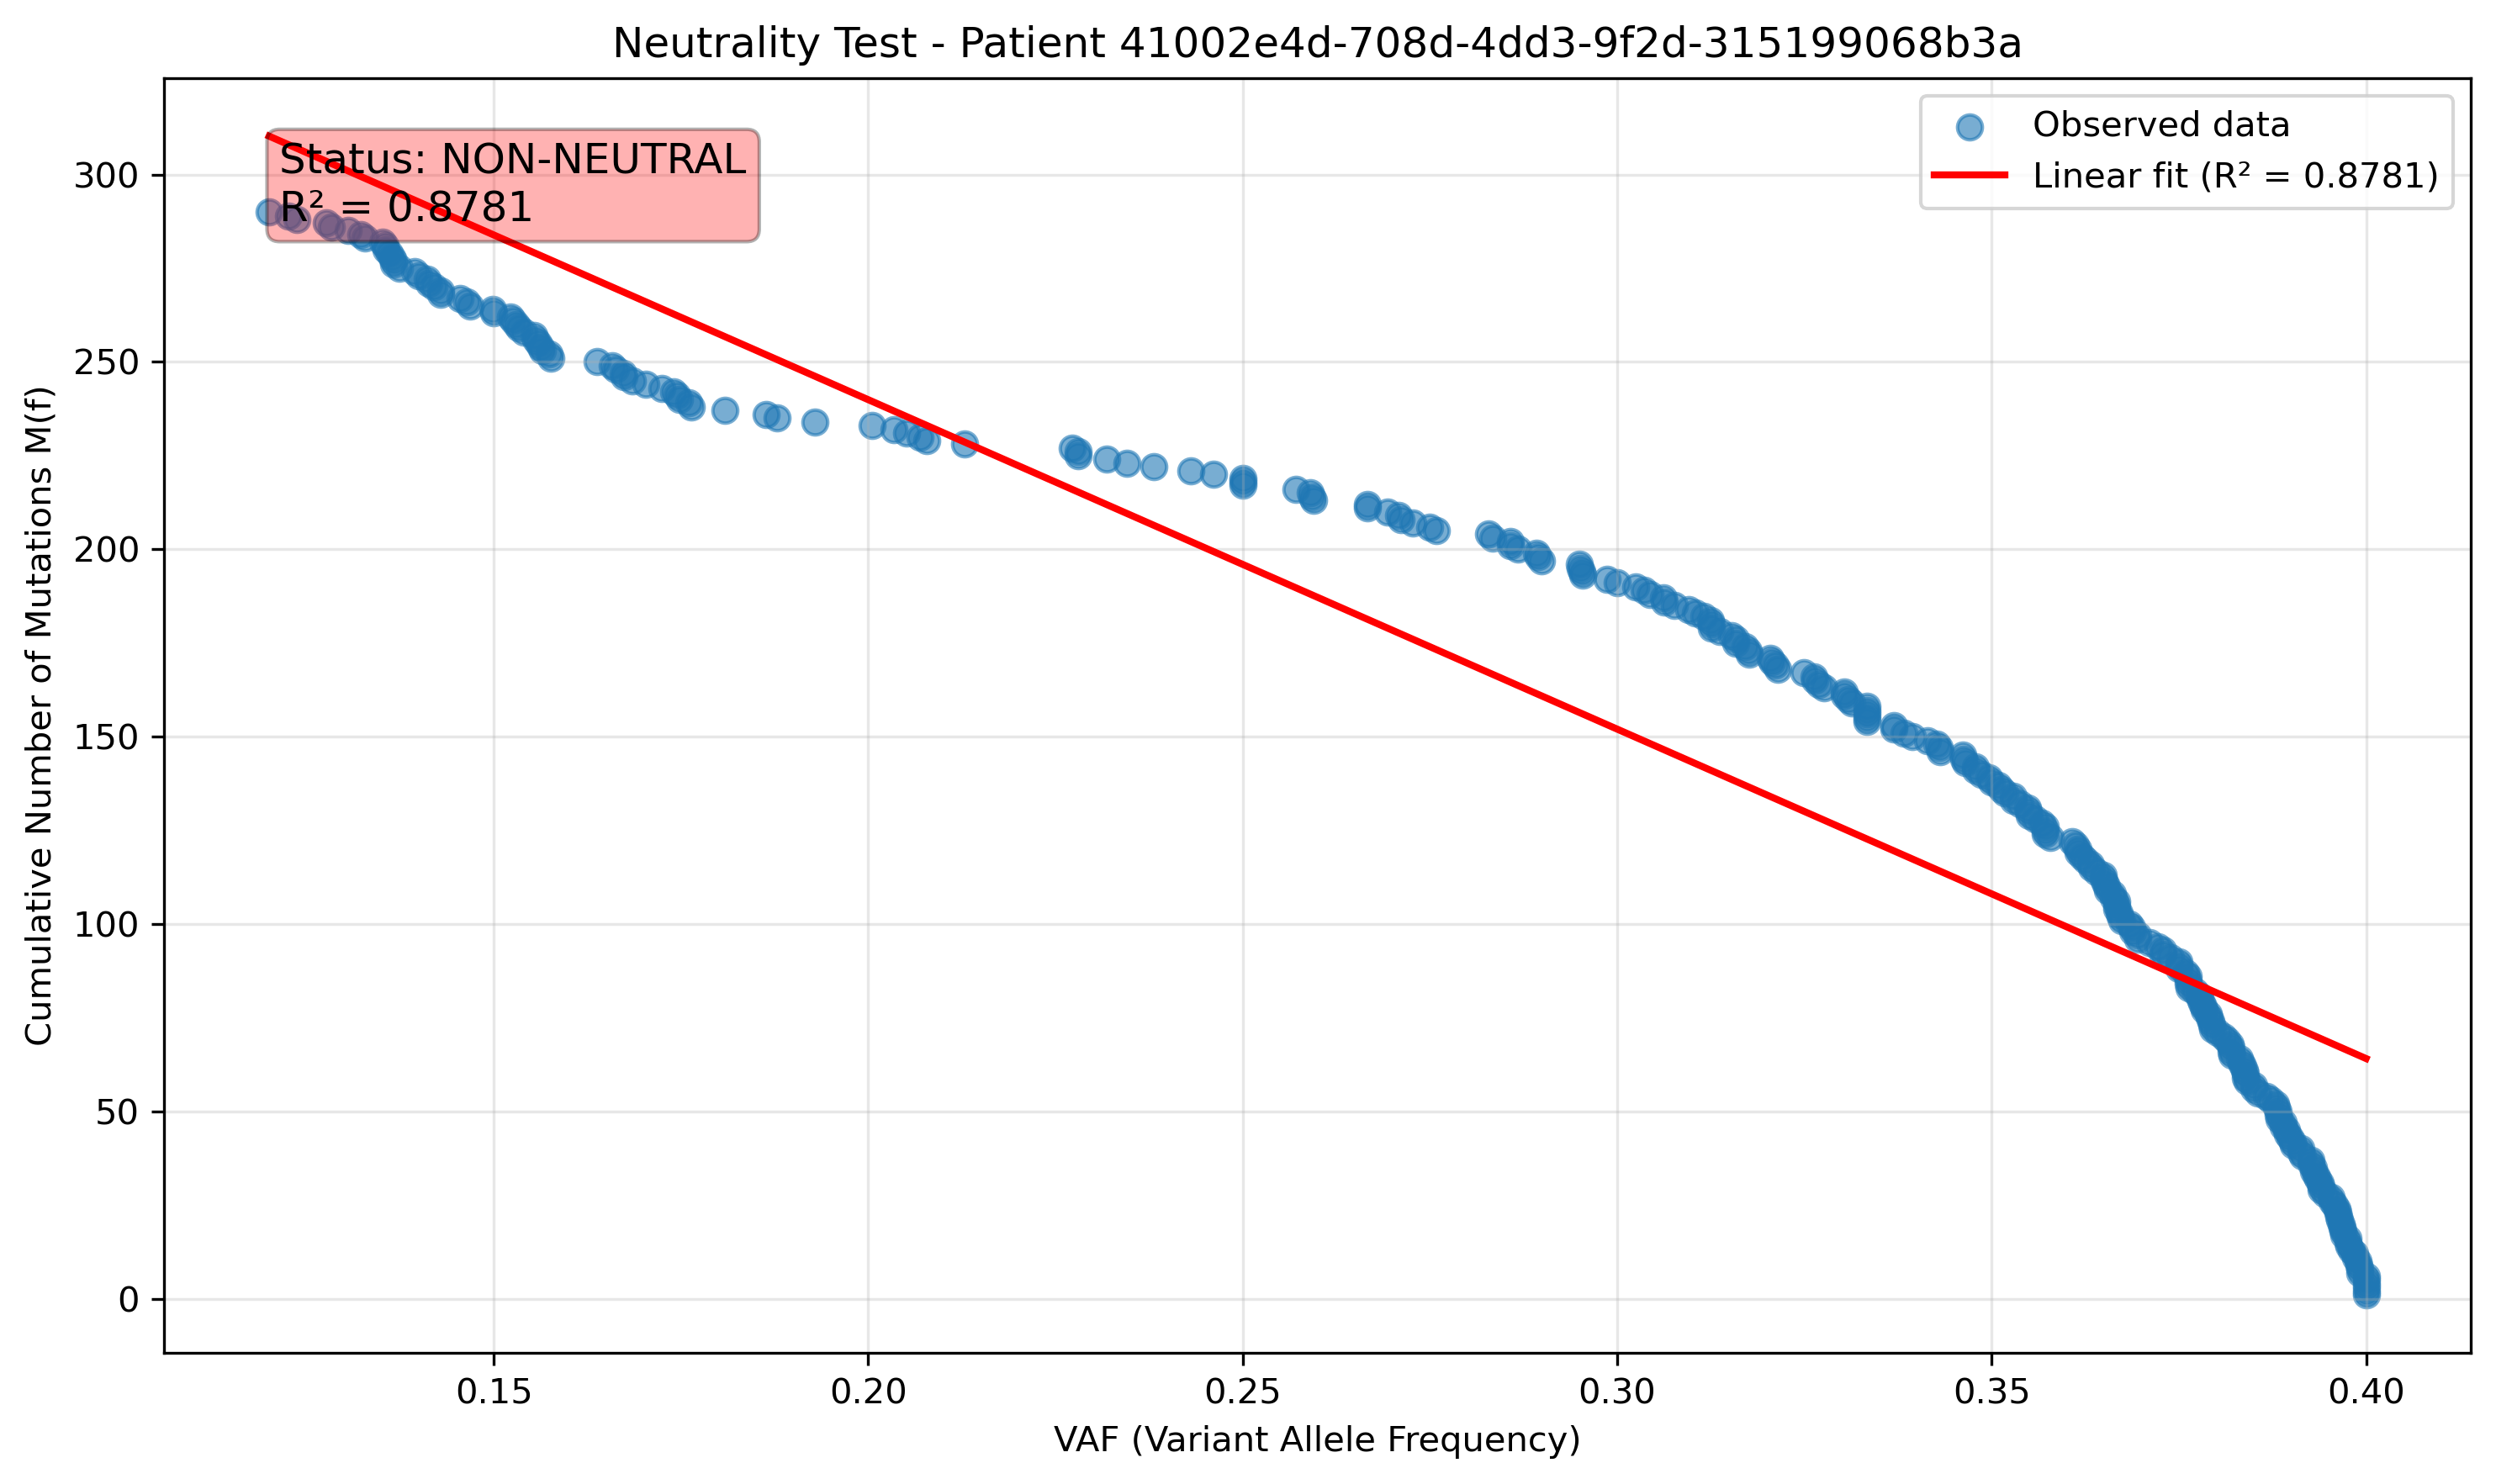 Neutrality Test - Patient 41002e4d-708d-4dd3-9f2d-315199068b3a
Status: NON-NEUTRAL
R² = 0.8781
Observed data
Linear fit (R² = 0.8781)
Cumulative Number of Mutations M(f)
300
250
200
150
100
50
0
0.15
0.20
0.25
0.30
0.35
0.40
VAF (Variant Allele Frequency)